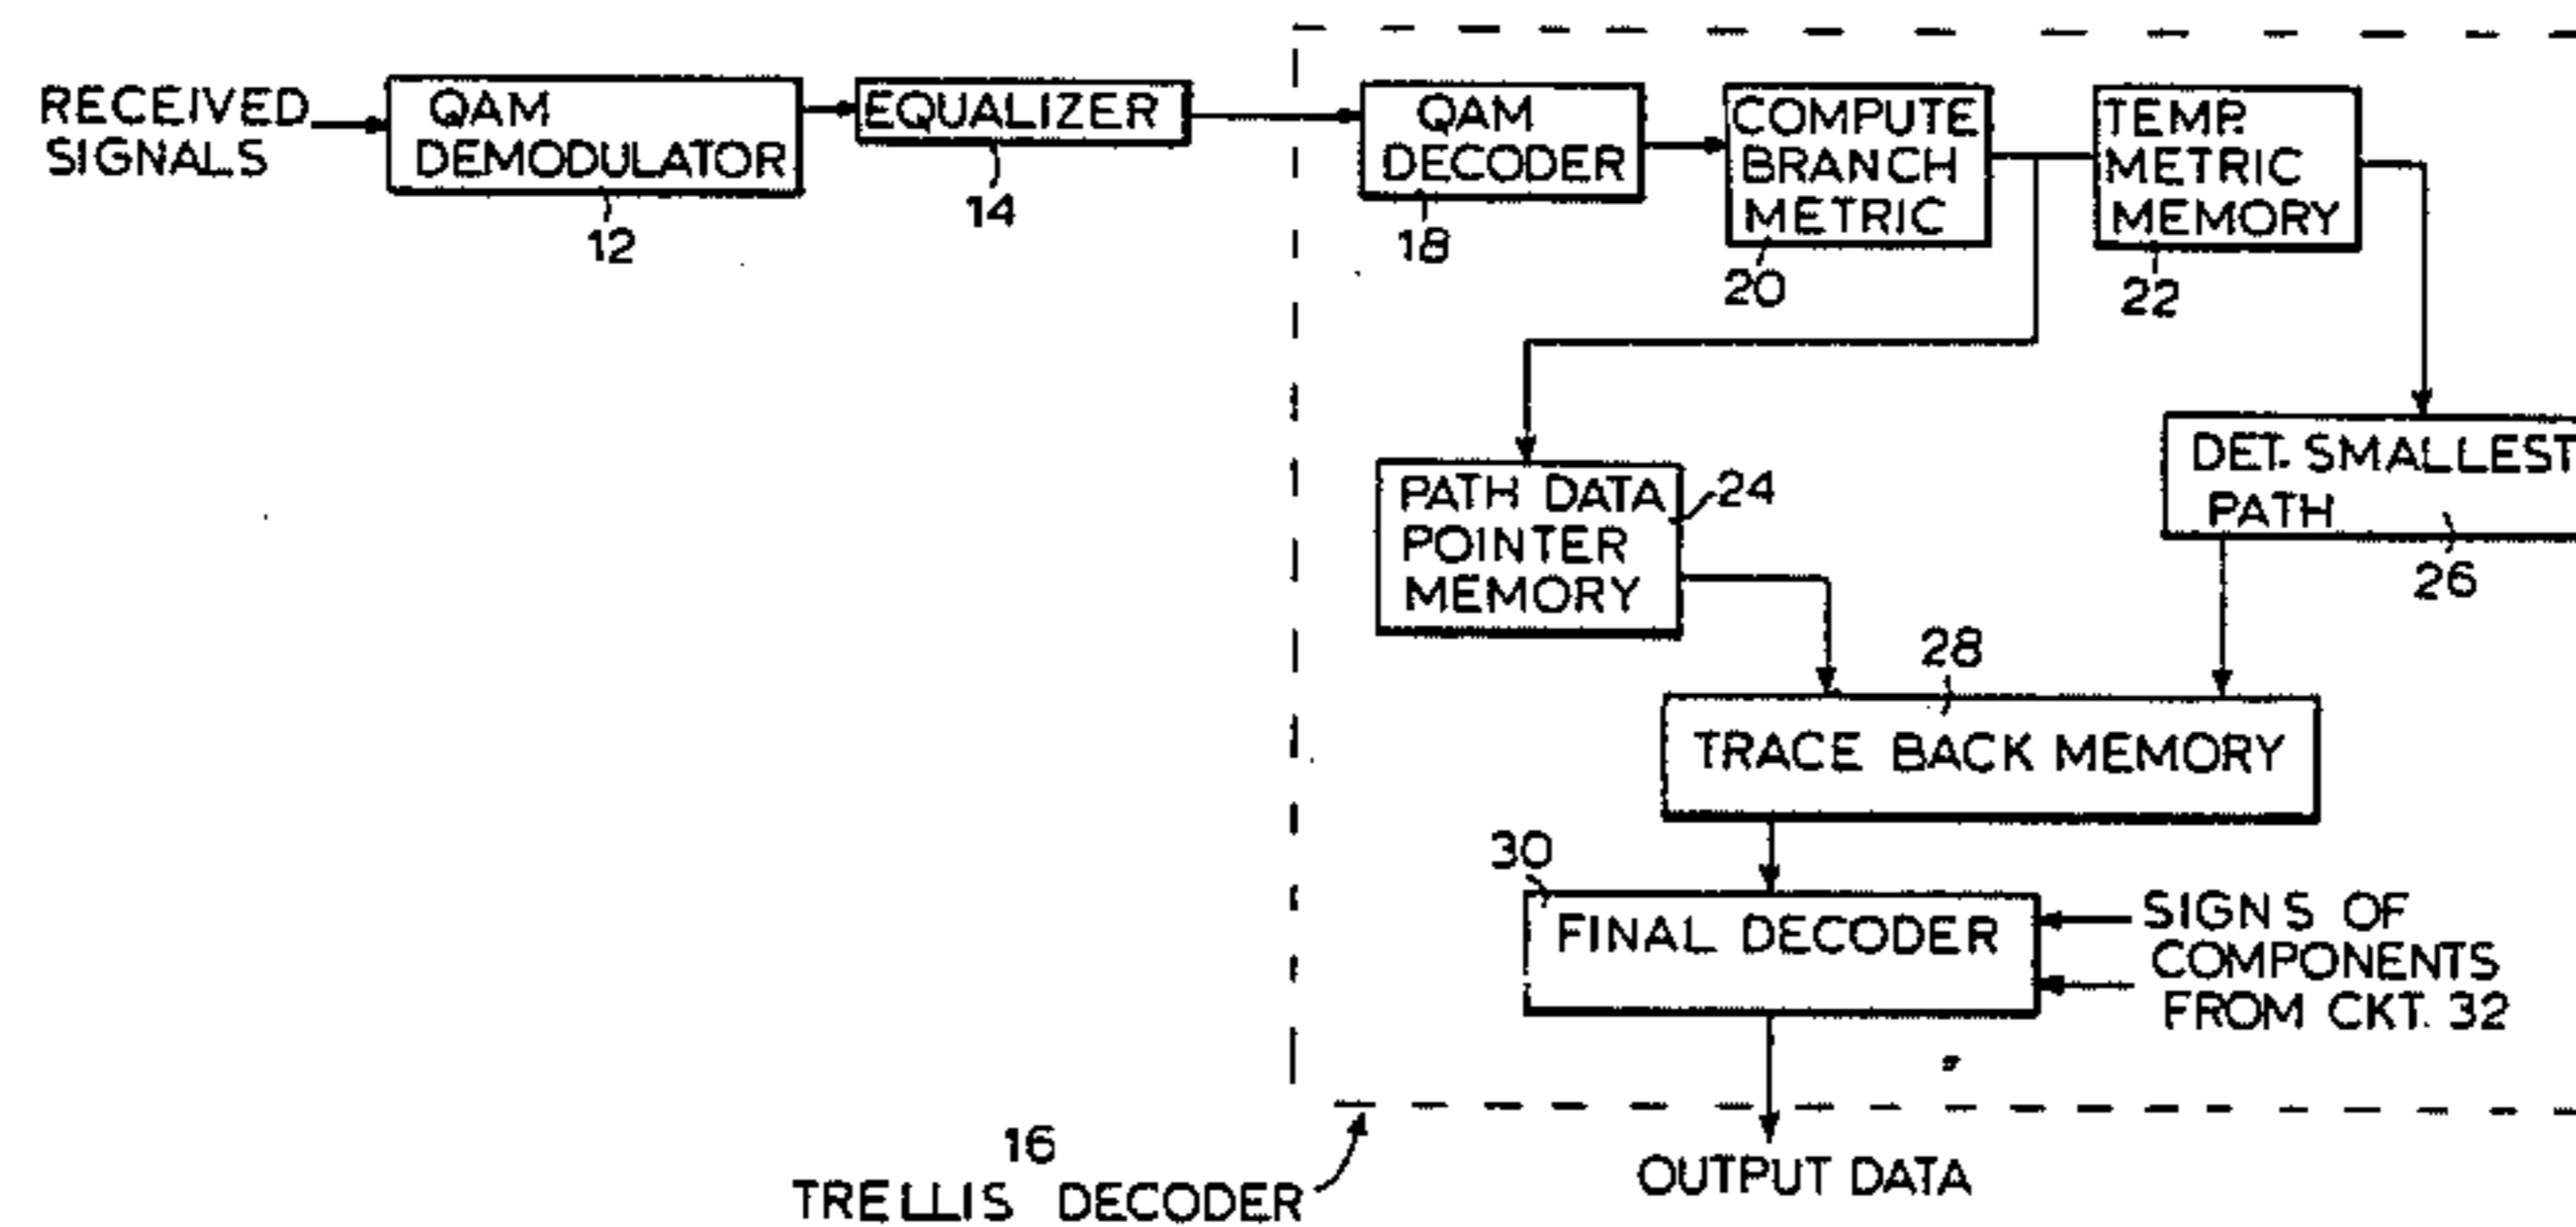 RECEIVED
SIGNALS
QAM
DEMODULATOR
12
EQUALIZER
14
QAM
DECODER
18
COMPUTE
BRANCH
METRIC
20
TEMP.
METRIC
MEMORY
22
PATH DATA
POINTER
MEMORY
24
DET. SMALLEST
PATH
26
28
TRACE BACK MEMORY
30
FINAL DECODER
SIGNS OF
COMPONENTS
FROM CKT. 32
16
TRELLIS DECODER
OUTPUT DATA